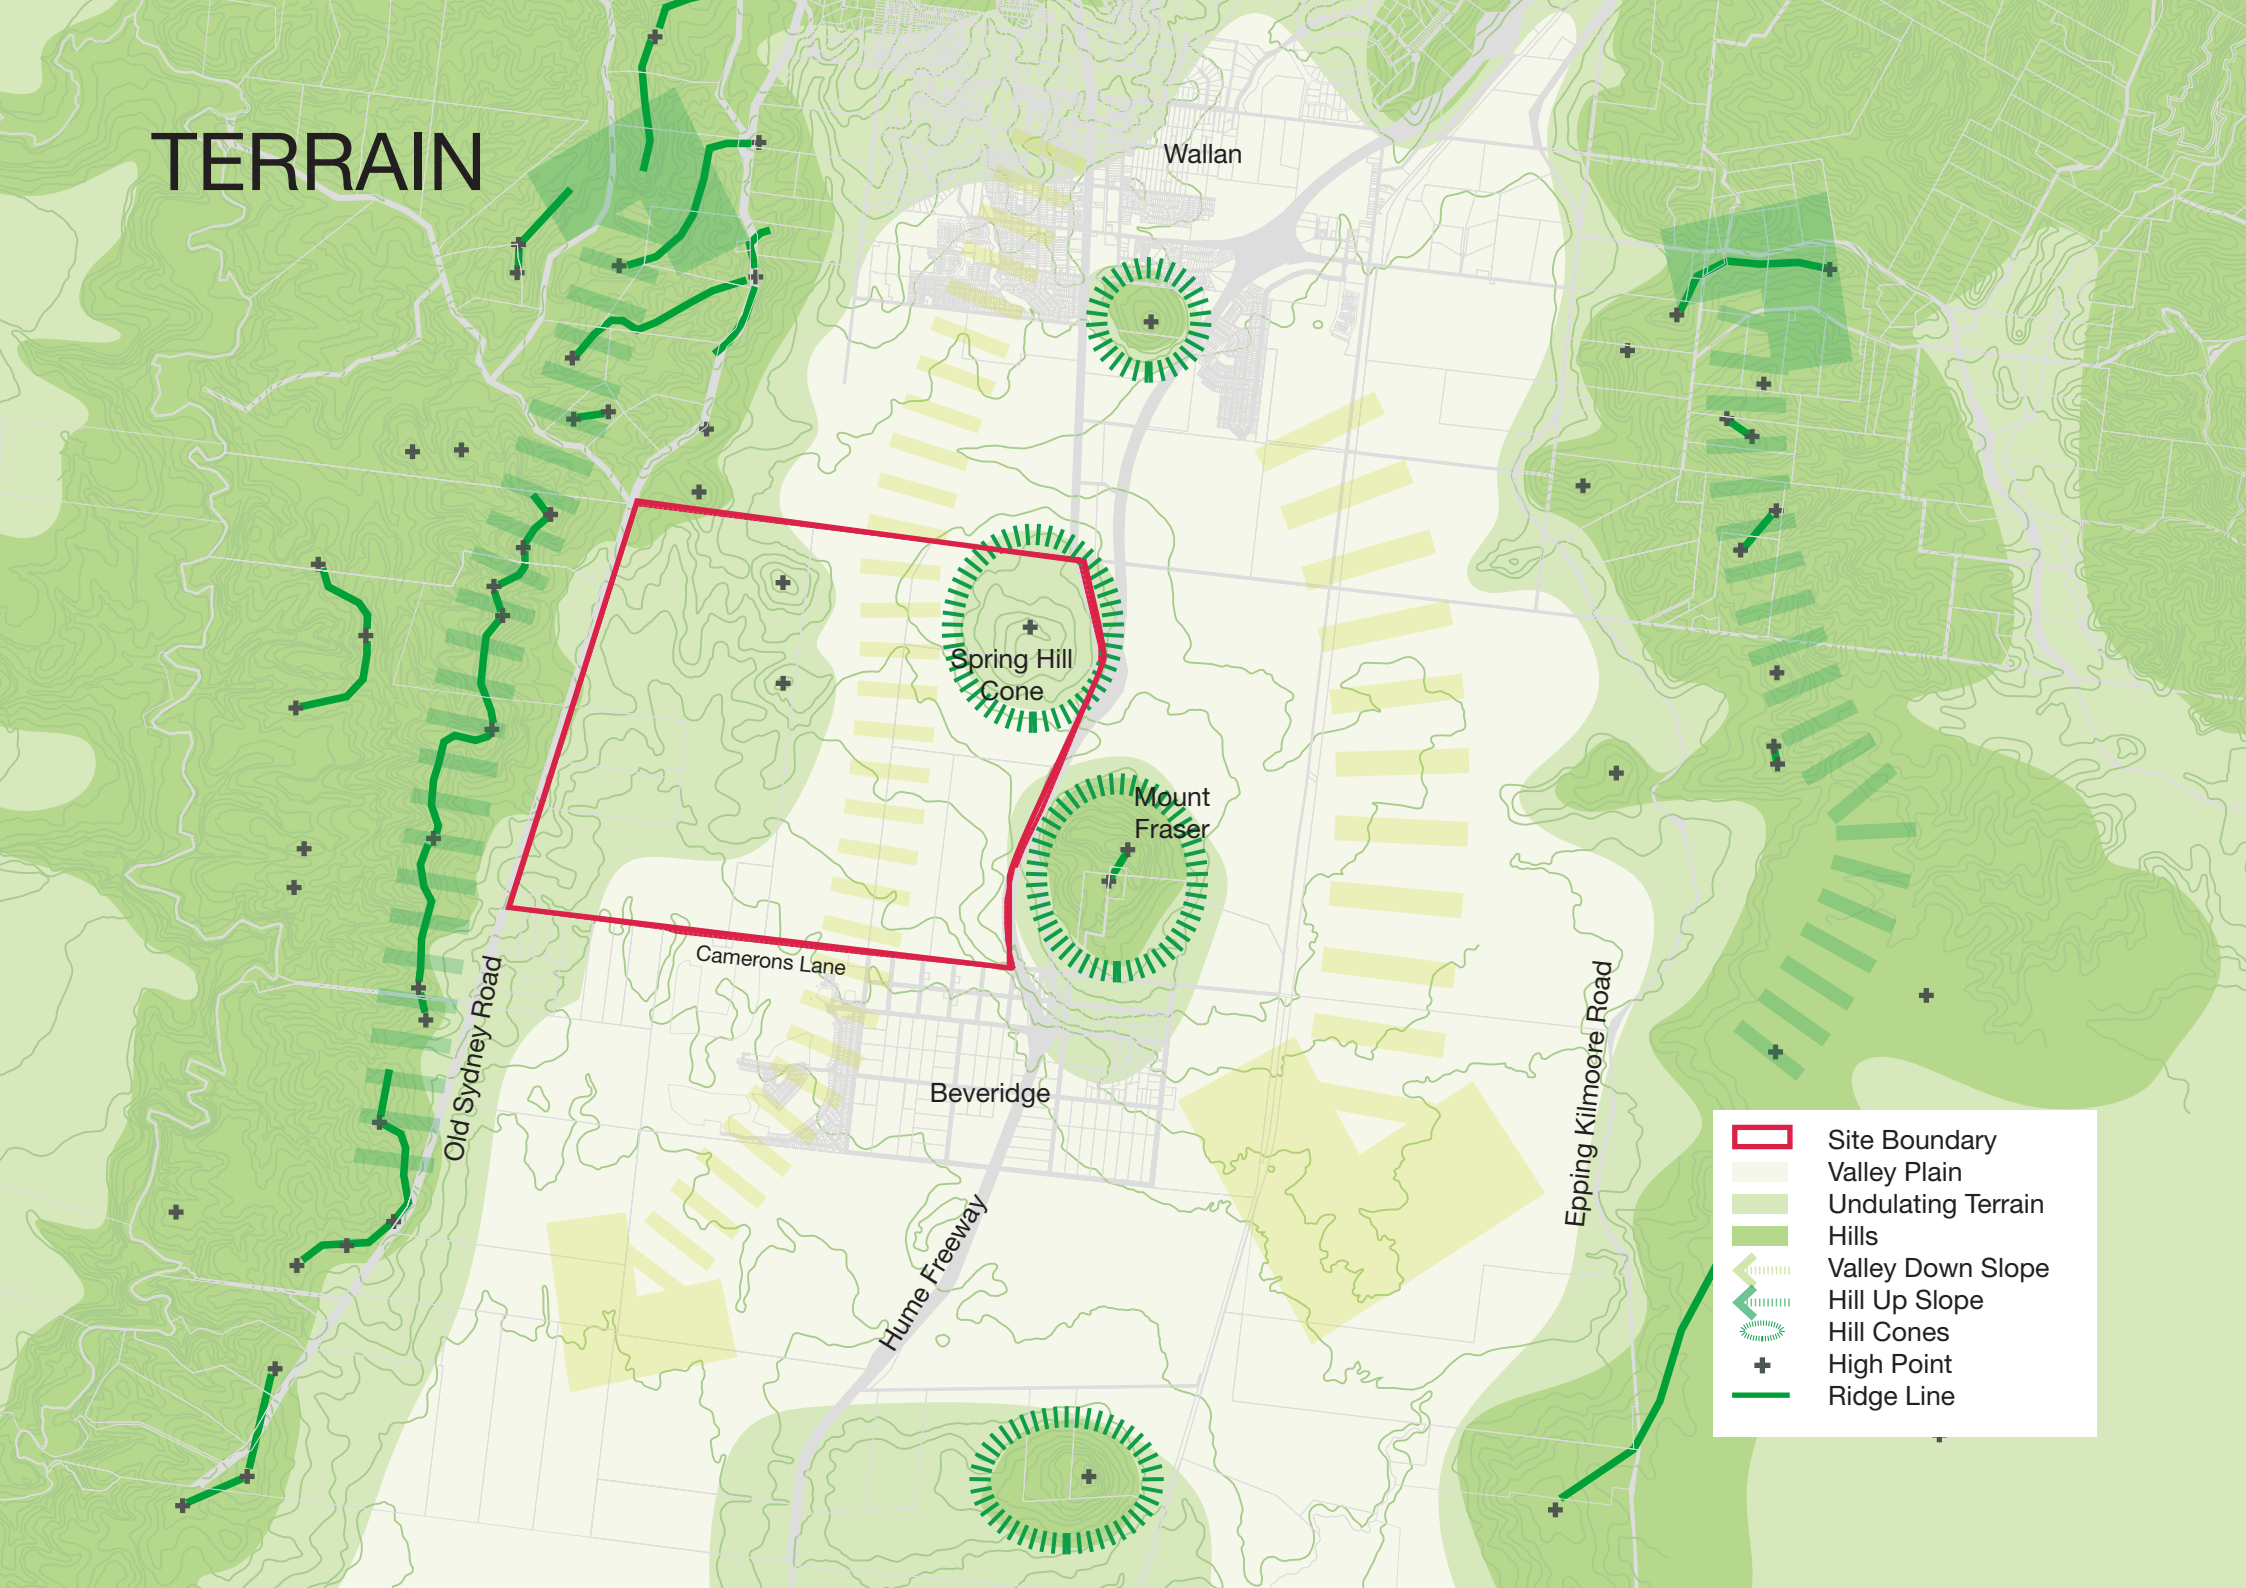 TERRAIN
Wallan
Spring Hill
Cone
Mount
Fraser
Camerons Lane
Old Sydney Road
Beveridge
Hume Freeway
Epping Kilmoore Road
Site Boundary
Valley Plain
Undulating Terrain
Hills
Valley Down Slope
Hill Up Slope
Hill Cones
High Point
Ridge Line